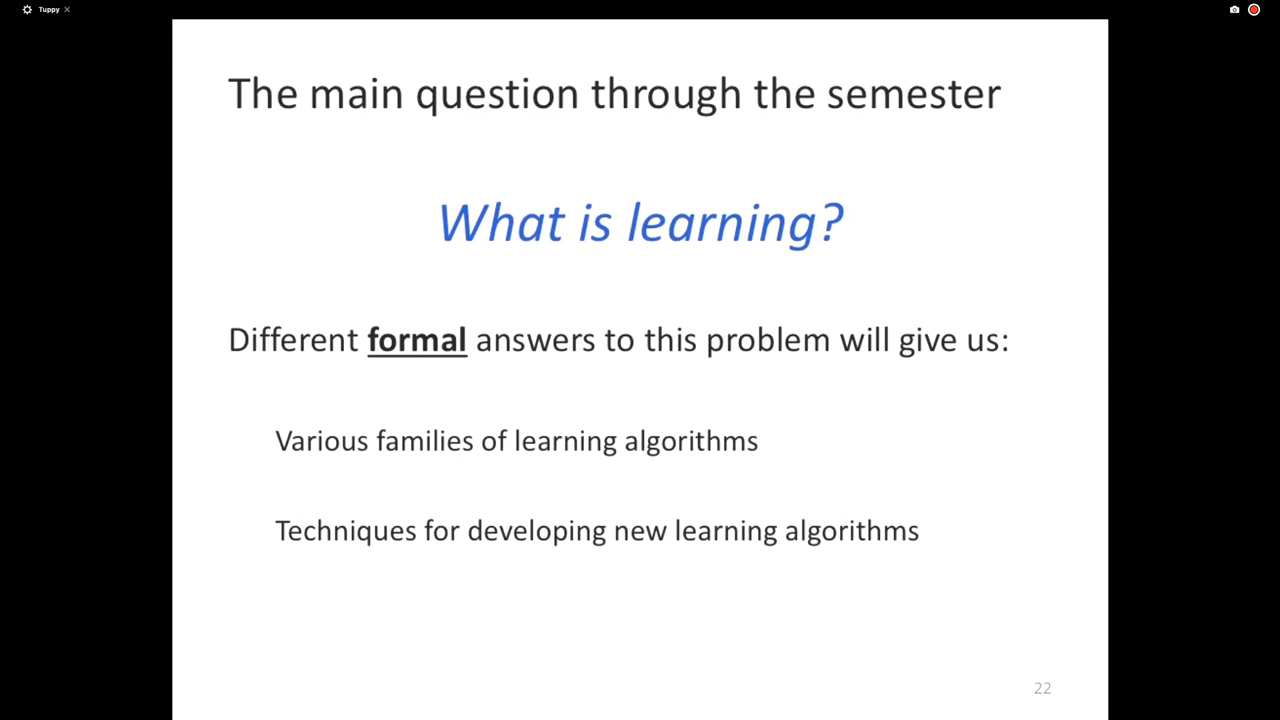 Tuppy
The main question through the semester
What is learning?
Different formal answers to this problem will give us:
Various families of learning algorithms
Techniques for developing new learning algorithms
22